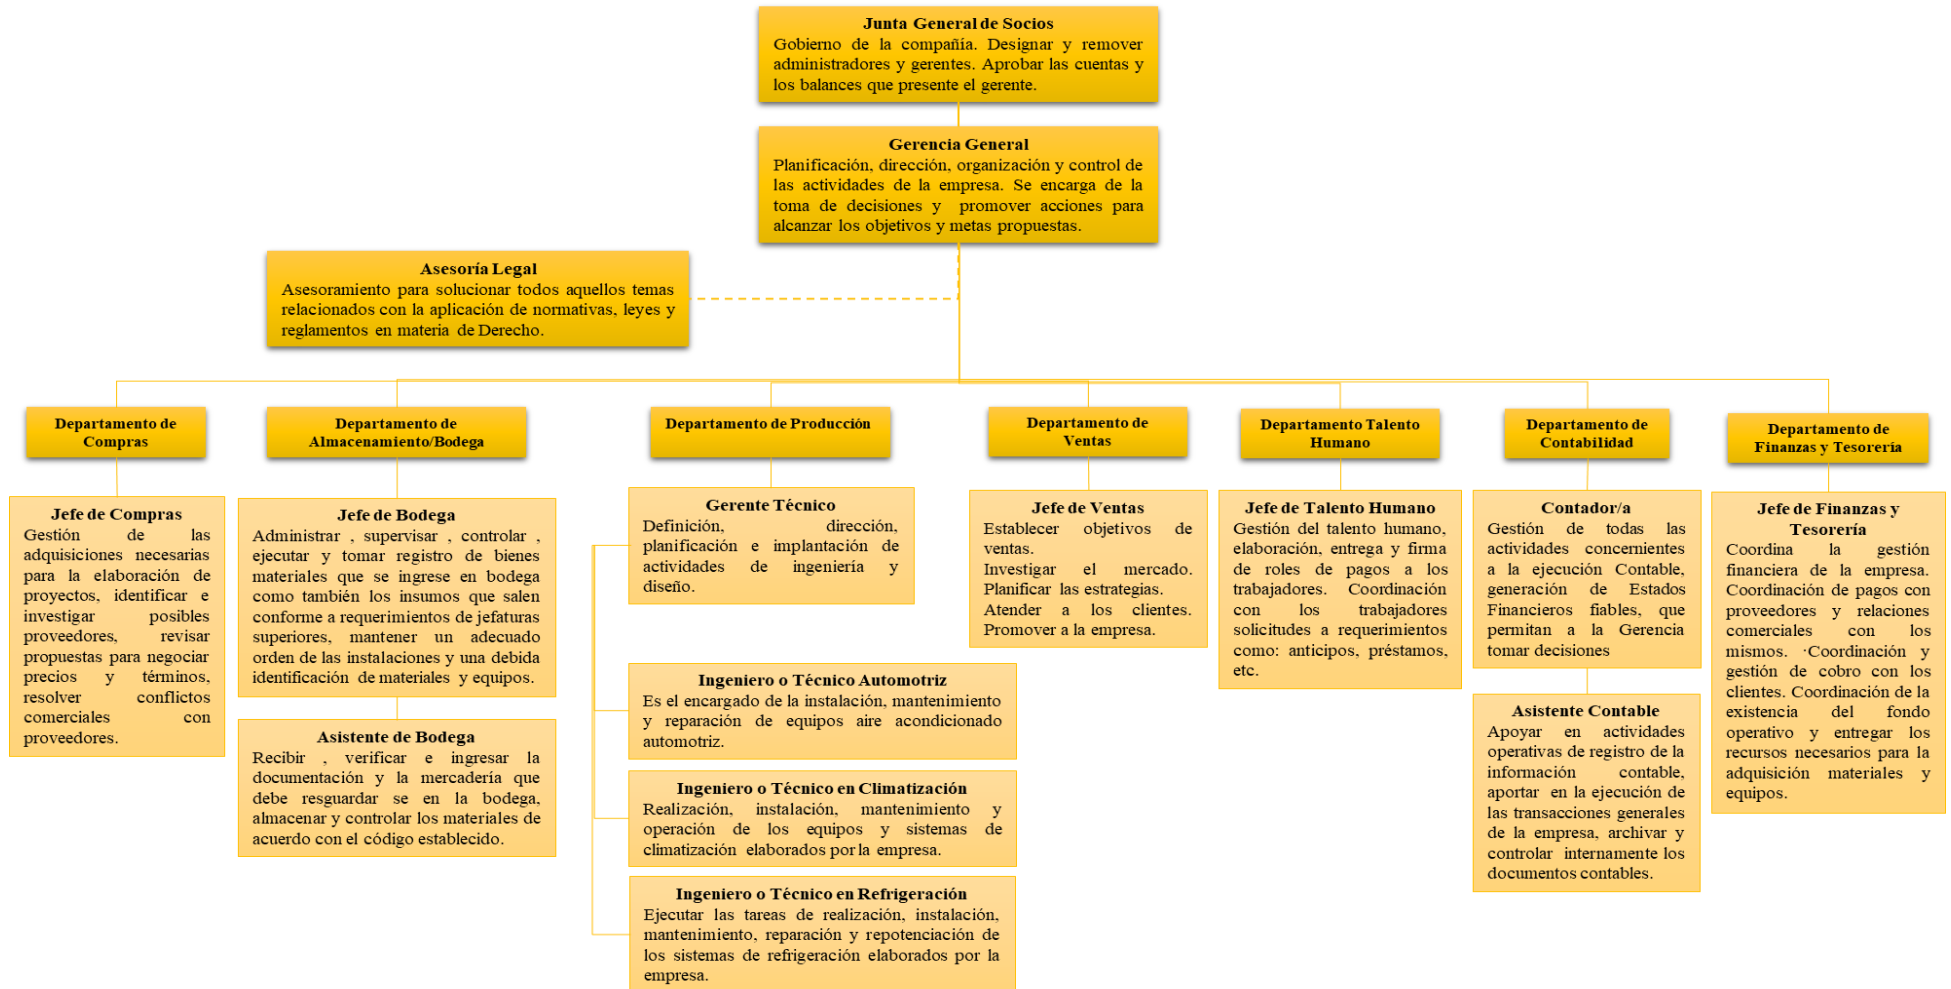 Junta General de Socios
Gobierno de la compañía. Designar y remover
administradores y gerentes. Aprobar las cuentas y
los balances que presente el gerente.
Gerencia General
Planificación, dirección, organización y control de
las actividades de la empresa. Se encarga de la
toma de decisiones y promover acciones para
alcanzar los objetivos y metas propuestas.
Asesoría Legal
Asesoramiento para solucionar todos aquellos temas
relacionados con la aplicación de normativas, leyes y
reglamentos en materia de Derecho.
Departamento de
Compras
Jefe de Compras
Gestión de las
adquisiciones necesarias
para la elaboración de
proyectos, identificar e
investigar posibles
proveedores, revisar
propuestas para negociar
precios y términos,
resolver conflictos
comerciales con
proveedores.
Departamento de
Almacenamiento/Bodega
Jefe de Bodega
Administrar , supervisar , controlar ,
ejecutar y tomar registro de bienes
materiales que se ingrese en bodega
como también los insumos que salen
conforme a requerimientos de jefaturas
superiores, mantener un adecuado
orden de las instalaciones y una debida
identificación de materiales y equipos.
Asistente de Bodega
Recibir , verificar e ingresar la
documentación y la mercadería que
debe resguardar se en la bodega,
almacenar y controlar los materiales de
acuerdo con el código establecido.
Departamento de Producción
Gerente Técnico
Definición, dirección,
planificación e implantación de
actividades de ingeniería y
diseño.
Ingeniero o Técnico Automotriz
Es el encargado de la instalación, mantenimiento
y reparación de equipos aire acondicionado
automotriz.
Ingeniero o Técnico en Climatización
Realización, instalación, mantenimiento y
operación de los equipos y sistemas de
climatización elaborados por la empresa.
Ingeniero o Técnico en Refrigeración
Ejecutar las tareas de realización, instalación,
mantenimiento, reparación y repotenciación de
los sistemas de refrigeración elaborados por la
empresa.
Departamento de
Ventas
Jefe de Ventas
Establecer objetivos de
ventas.
Investigar el mercado.
Planificar las estrategias.
Atender a los clientes.
Promover a la empresa.
Departamento Talento
Humano
Jefe de Talento Humano
Gestión del talento humano,
elaboración, entrega y firma
de roles de pagos a los
trabajadores. Coordinación
con los trabajadores
solicitudes a requerimientos
como: anticipos, préstamos,
etc.
Departamento de
Contabilidad
Contador/a
Gestión de todas las
actividades concernientes
a la ejecución Contable,
generación de Estados
Financieros fiables, que
permitan a la Gerencia
tomar decisiones
Asistente Contable
Apoyar en actividades
operativas de registro de la
información contable,
aportar en la ejecución de
las transacciones generales
de la empresa, archivar y
controlar internamente los
documentos contables.
Departamento de
Finanzas y Tesorería
Jefe de Finanzas y
Tesorería
Coordina la gestión
financiera de la empresa.
Coordinación de pagos con
proveedores y relaciones
comerciales con los
mismos. ·Coordinación y
gestión de cobro con los
clientes. Coordinación de la
existencia del fondo
operativo y entregar los
recursos necesarios para la
adquisición materiales y
equipos.